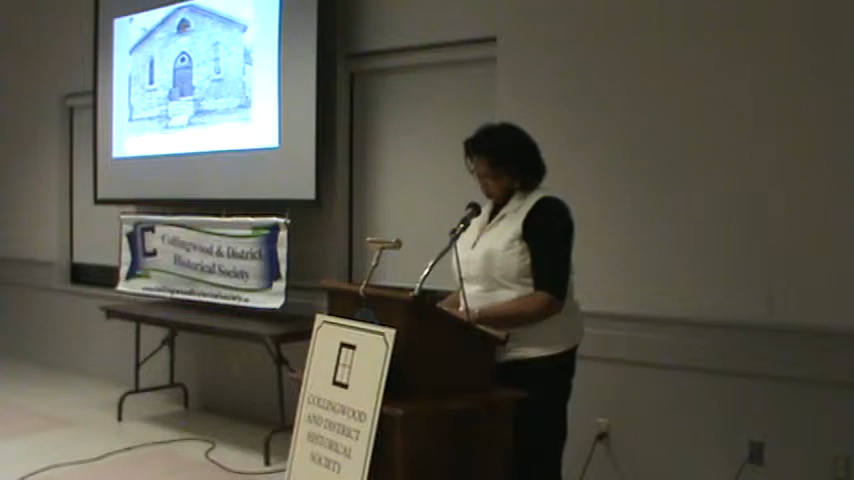 C
Collingwood & District
Historical Society
COLLINGWOOD
AND DISTRICT
HISTORICAL
SOCIETY